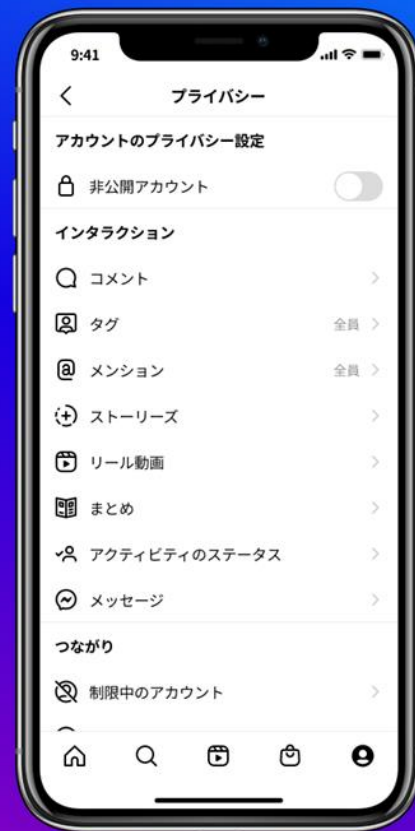 9:41
プライバシー
アカウントのプライバシー設定
非公開アカウント
インタラクション
コメント
タグ 全員
メンション 全員
ストーリーズ
リール動画
まとめ
アクティビティのステータス
メッセージ
つながり
制限中のアカウント